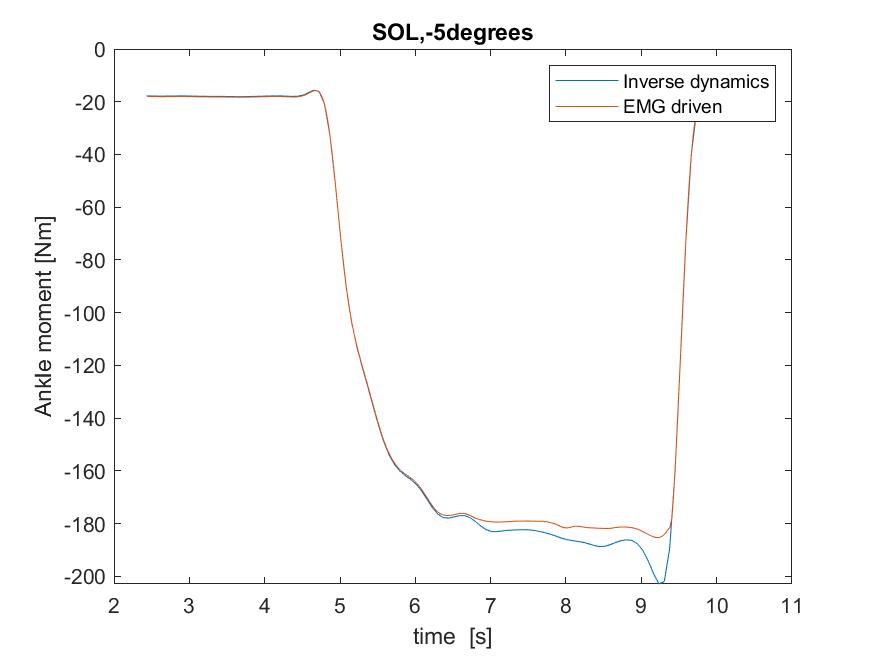 SOL,-5degrees
Inverse dynamics
EMG driven
Ankle moment [Nm]
0
-20
-40
-60
-80
-100
-120
-140
-160
-180
-200
2 3 4 5 6 7 8 9 10 11
time [s]